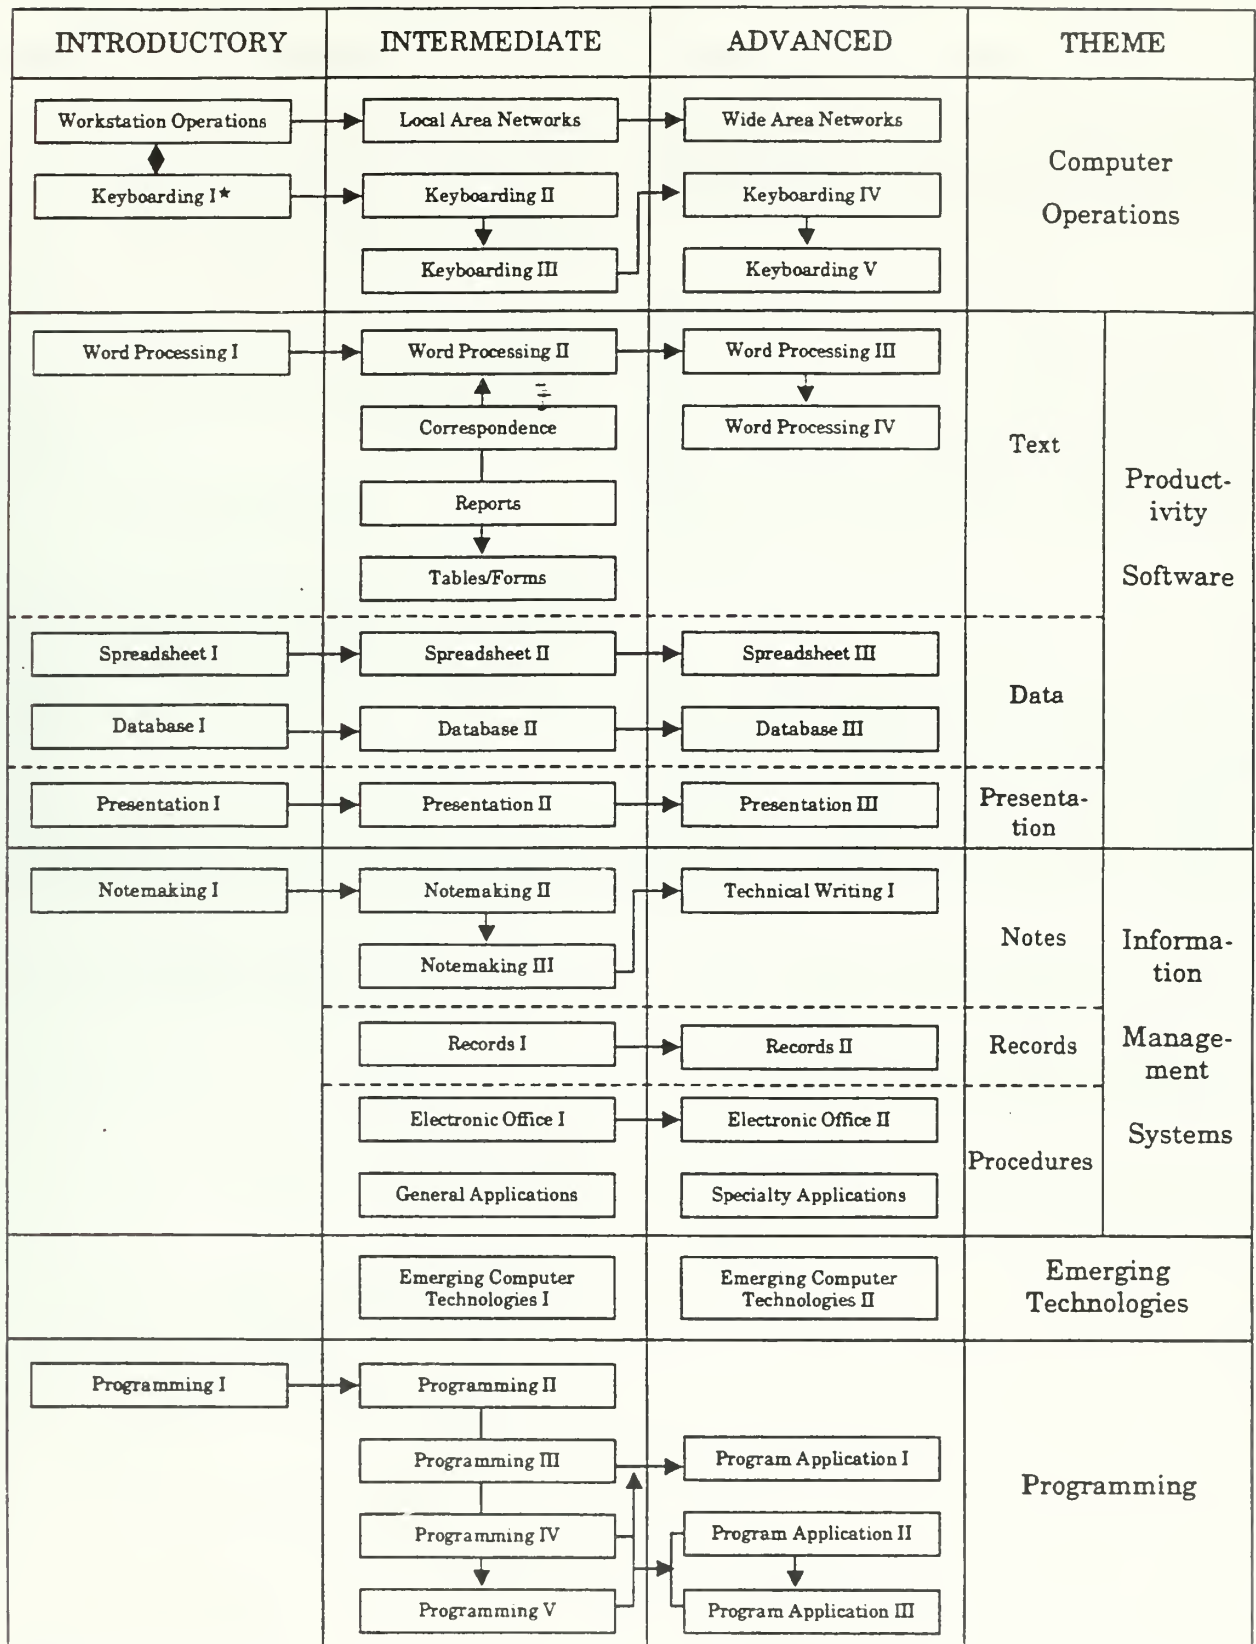 INTRODUCTORY
INTERMEDIATE
ADVANCED
THEME
Workstation Operations
Local Area Networks
Wide Area Networks
Keyboarding I★
Keyboarding II
Keyboarding IV
Keyboarding III
Keyboarding V
Computer
Operations
Word Processing I
Word Processing II
Word Processing III
Correspondence
Word Processing IV
Reports
Tables/Forms
Text
Product-
ivity
Software
Spreadsheet I
Spreadsheet II
Spreadsheet III
Database I
Database II
Database III
Data
Presentation I
Presentation II
Presentation III
Presenta-
tion
Notemaking I
Notemaking II
Technical Writing I
Notemaking III
Notes
Informa-
tion
Manage-
ment
Systems
Records I
Records II
Records
Electronic Office I
Electronic Office II
General Applications
Specialty Applications
Procedures
Emerging Computer
Technologies I
Emerging Computer
Technologies II
Emerging
Technologies
Programming I
Programming II
Programming III
Program Application I
Programming IV
Program Application II
Programming V
Program Application III
Programming